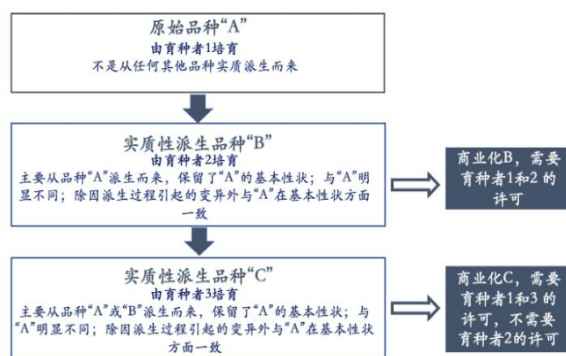 原始品种“A”
由育种者1培育
不是从任何其他品种实质派生而来
实质性派生品种“B”
由育种者2培育
主要从品种“A”派生而来，保留了“A”的基本性状；与“A”明
显不同；除因派生过程引起的变异外与“A”在基本性状方面
一致
商业化B，需要
育种者1和2 的
许可
实质性派生品种“C”
由育种者3培育
主要从品种“A”或“B”派生而来，保留了“A”的基本性状；与
“A”明显不同；除因派生过程引起的变异外与“A”在基本性状
方面一致
商业化C，需要
育种者1和3 的
许可，不需要
育种者2的许可